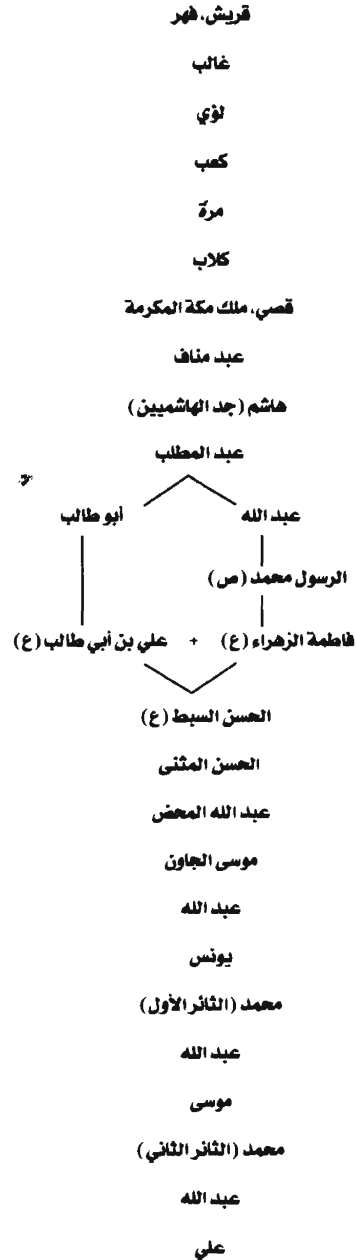 قريش، فهر
غالب
لؤي
كعب
مرة
كلاب
قصي، ملك مكة المكرمة
عبد مناف
هاشم (جد الهاشميين)
عبد المطلب
عبد الله أبو طالب
الرسول محمد (ص)
فاطمة الزهراء (ع) + علي بن أبي طالب (ع)
الحسن السبط (ع)
الحسن المثنى
عبد الله المحض
موسى الجاون
عبد الله
يونس
محمد (الثائر الأول)
عبد الله
موسى
محمد (الثائر الثاني)
عبد الله
علي